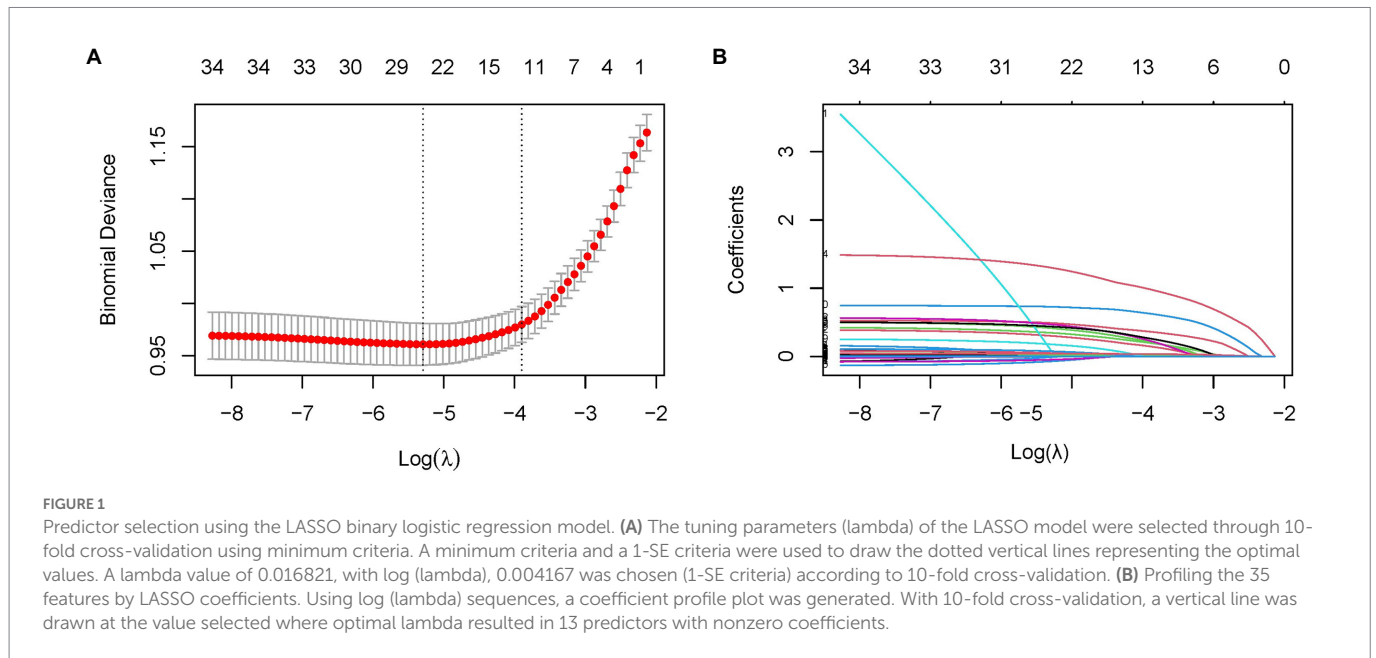 A
34 34 33 30 29 22 15 11 7 4 1
Binomial Deviance
1.15
1.05
0.95
−8 −7 −6 −5 −4 −3 −2
Log(λ)
B
34 33 31 22 13 6 0
Coefficients
3
2
1
0
1
4
−8 −7 −6 −5 −4 −3 −2
Log(λ)
FIGURE 1
Predictor selection using the LASSO binary logistic regression model. (A) The tuning parameters (lambda) of the LASSO model were selected through 10-
fold cross-validation using minimum criteria. A minimum criteria and a 1-SE criteria were used to draw the dotted vertical lines representing the optimal
values. A lambda value of 0.016821, with log (lambda), 0.004167 was chosen (1-SE criteria) according to 10-fold cross-validation. (B) Profiling the 35
features by LASSO coefficients. Using log (lambda) sequences, a coefficient profile plot was generated. With 10-fold cross-validation, a vertical line was
drawn at the value selected where optimal lambda resulted in 13 predictors with nonzero coefficients.